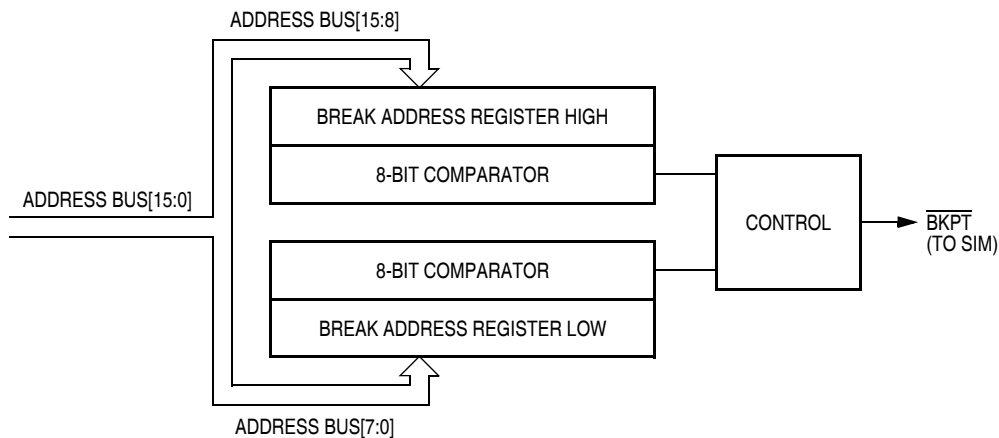 ADDRESS BUS[15:8]
BREAK ADDRESS REGISTER HIGH
8-BIT COMPARATOR
ADDRESS BUS[15:0]
CONTROL
BKPT
(TO SIM)
8-BIT COMPARATOR
BREAK ADDRESS REGISTER LOW
ADDRESS BUS[7:0]